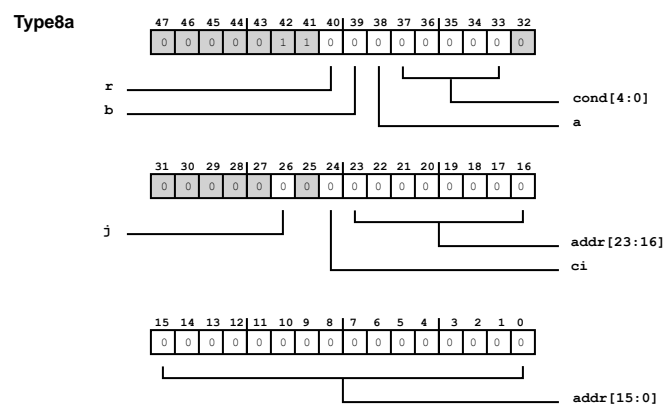 Type8a
47 46 45 44 43 42 41 40 39 38 37 36 35 34 33 32
0 0 0 0 0 1 1 0 0 0 0 0 0 0 0 0
r
cond[4:0]
b
a
31 30 29 28 27 26 25 24 23 22 21 20 19 18 17 16
0 0 0 0 0 0 0 0 0 0 0 0 0 0 0 0
j
addr[23:16]
ci
15 14 13 12 11 10 9 8 7 6 5 4 3 2 1 0
0 0 0 0 0 0 0 0 0 0 0 0 0 0 0 0
addr[15:0]